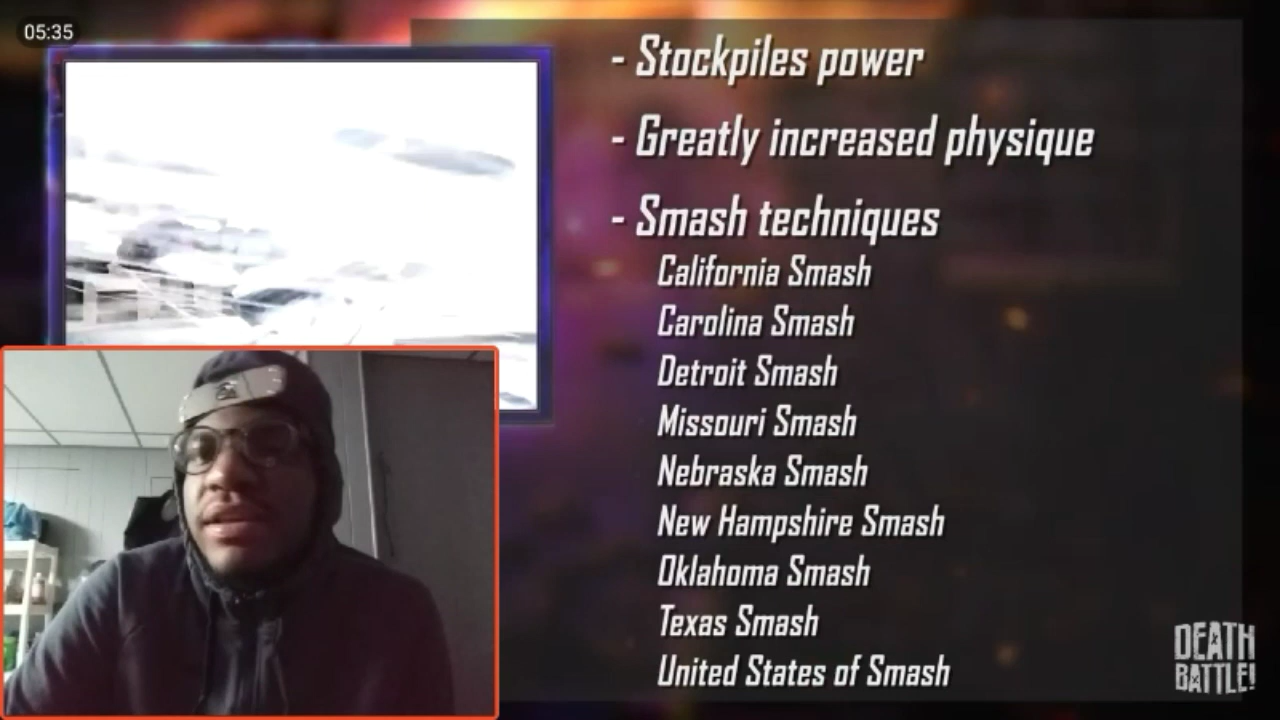 05:35
- Stockpiles power
- Greatly increased physique
- Smash techniques
California Smash
Carolina Smash
Detroit Smash
Missouri Smash
Nebraska Smash
New Hampshire Smash
Oklahoma Smash
Texas Smash
United States of Smash
DEATH
BATTLE!